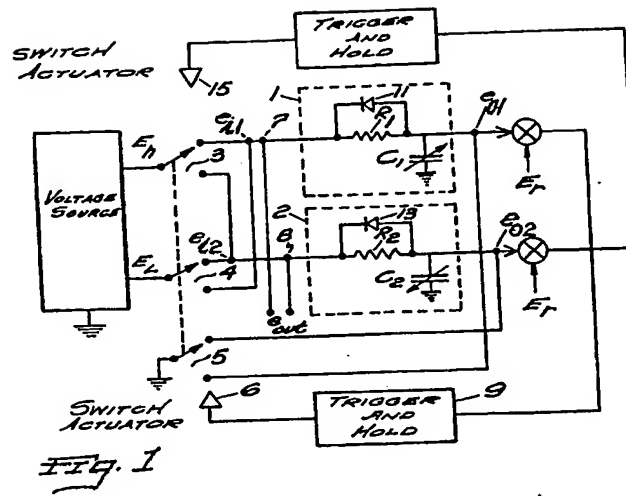 TRIGGER
AND
HOLD
SWITCH
ACTUATOR
15
1
11
R1
ei1
7
e01
Eh
3
C1
Er
VOLTAGE
SOURCE
2
13
R2
ei2
8
e02
EL
4
C2
Er
eout
5
6
9
SWITCH
ACTUATOR
TRIGGER
AND
HOLD
Fig. 1